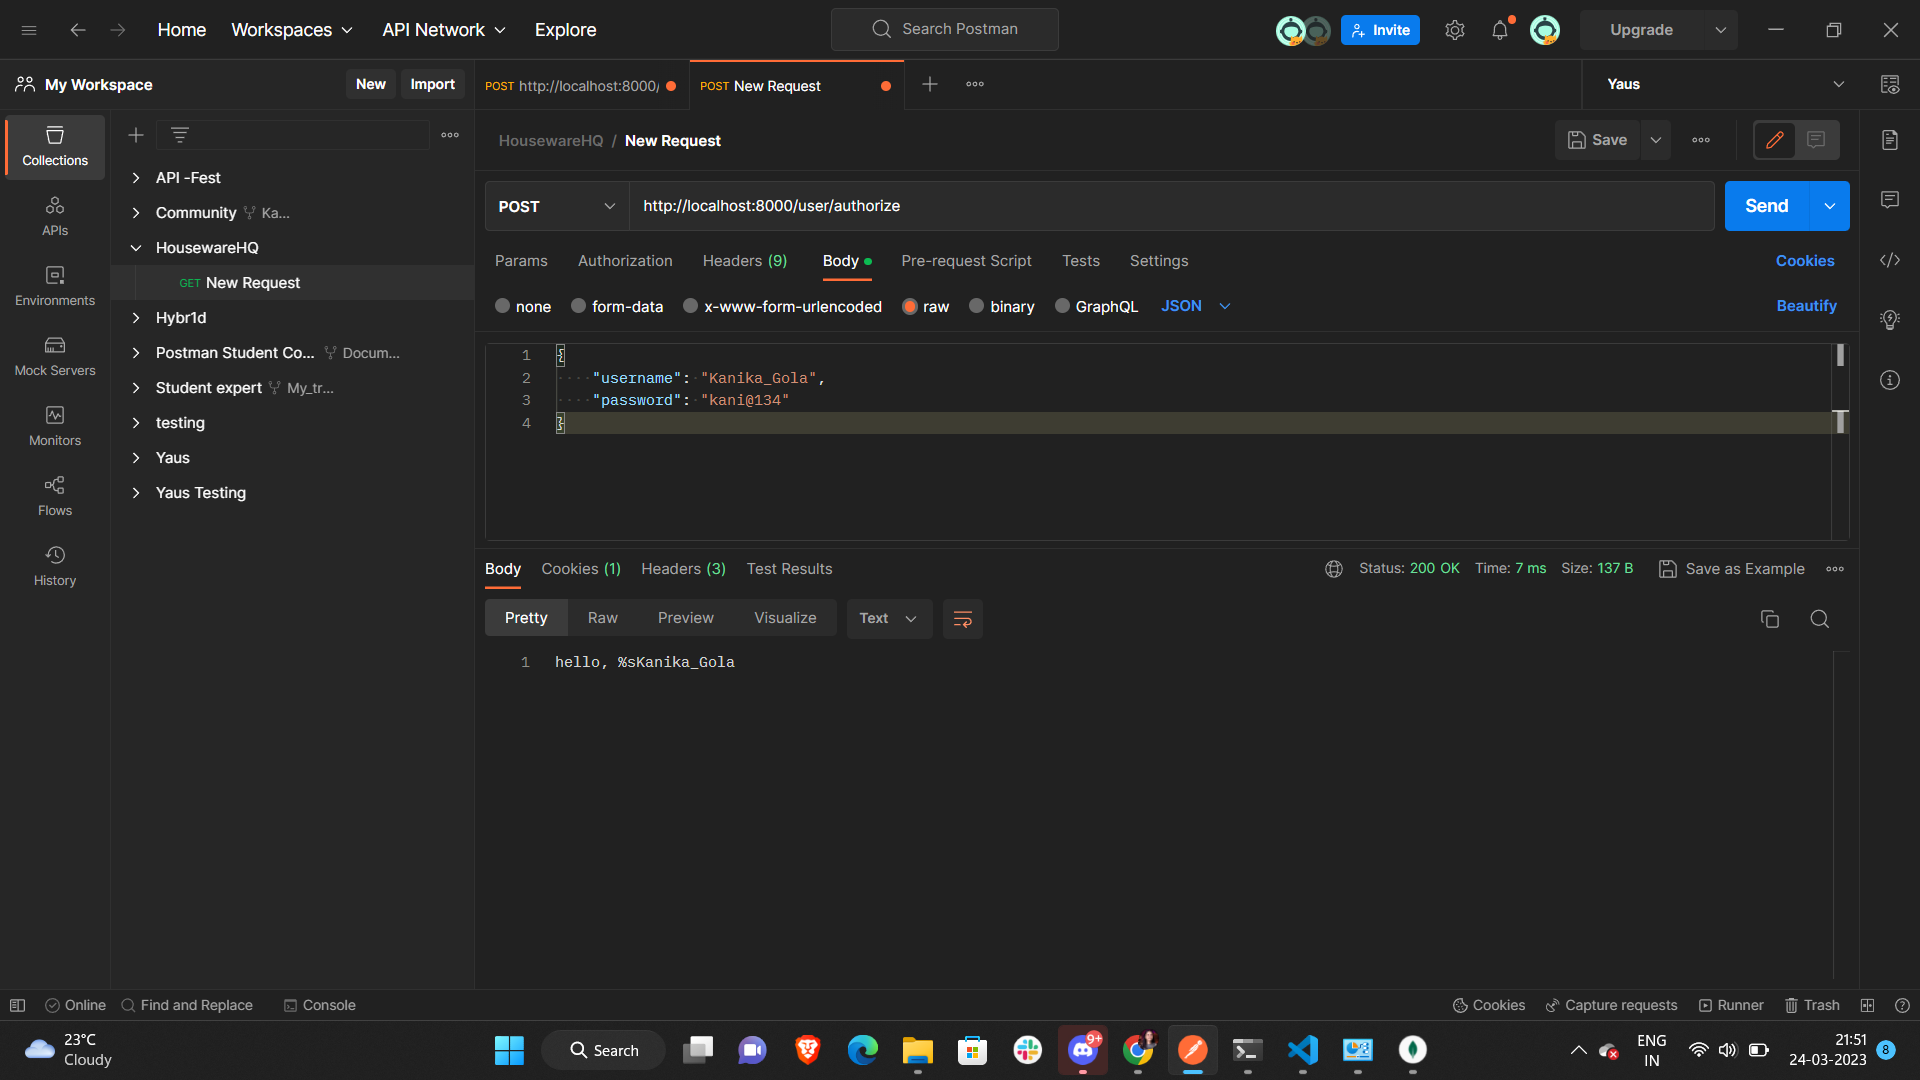 Home
Workspaces
API Network
Explore
Search Postman
Invite
Upgrade
My Workspace
New
Import
POST http://localhost:8000/
POST New Request
Yaus
HousewareHQ / New Request
Save
Collections
APIs
Environments
Mock Servers
Monitors
Flows
History
API -Fest
Community Ka...
HousewareHQ
GET New Request
Hybr1d
Postman Student Co... Docum...
Student expert My_tr...
testing
Yaus
Yaus Testing
POST
http://localhost:8000/user/authorize
Send
Params
Authorization
Headers (9)
Body
Pre-request Script
Tests
Settings
Cookies
none
form-data
x-www-form-urlencoded
raw
binary
GraphQL
JSON
Beautify
1 {
2 "username": "Kanika_Gola",
3 "password": "kani@134"
4 }
Body
Cookies (1)
Headers (3)
Test Results
Status: 200 OK
Time: 7 ms
Size: 137 B
Save as Example
Pretty
Raw
Preview
Visualize
Text
1 hello, %sKanika_Gola
Online
Find and Replace
Console
Cookies
Capture requests
Runner
Trash
23°C
Cloudy
Search
9+
ENG
IN
21:51
24-03-2023
8